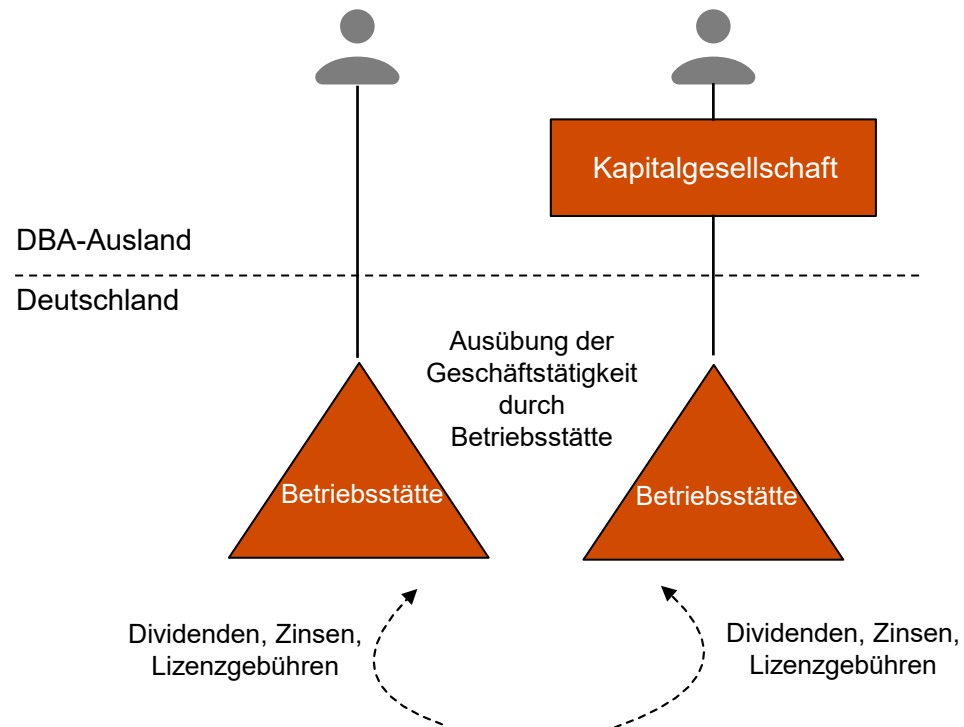 Kapitalgesellschaft
DBA-Ausland
Deutschland
Ausübung der
Geschäftstätigkeit
durch
Betriebsstätte
Betriebsstätte
Betriebsstätte
Dividenden, Zinsen,
Lizenzgebühren
Dividenden, Zinsen,
Lizenzgebühren